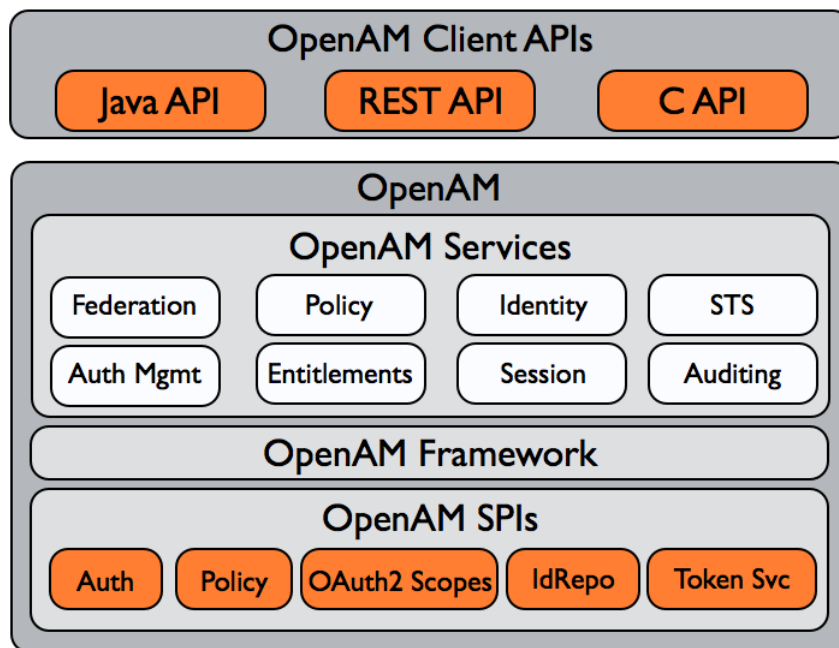 OpenAM Client APIs
Java API REST API C API
OpenAM
OpenAM Services
Federation Policy Identity STS
Auth Mgmt Entitlements Session Auditing
OpenAM Framework
OpenAM SPIs
Auth Policy OAuth2 Scopes IdRepo Token Svc